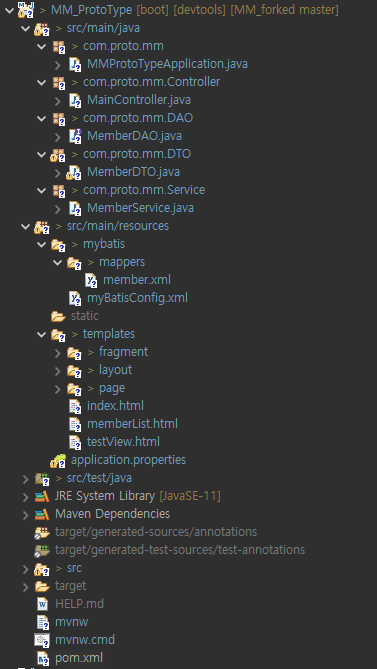 > MM_ProtoType [boot] [devtools] [MM_forked master]
> src/main/java
> com.proto.mm
> MMProtoTypeApplication.java
> com.proto.mm.Controller
> MainController.java
> com.proto.mm.DAO
> MemberDAO.java
> com.proto.mm.DTO
> MemberDTO.java
> com.proto.mm.Service
> MemberService.java
> src/main/resources
> mybatis
> mappers
> member.xml
myBatisConfig.xml
static
> templates
> fragment
> layout
> page
index.html
memberList.html
testView.html
application.properties
> src/test/java
JRE System Library [JavaSE-11]
Maven Dependencies
target/generated-sources/annotations
target/generated-test-sources/test-annotations
> src
> target
HELP.md
mvnw
mvnw.cmd
pom.xml